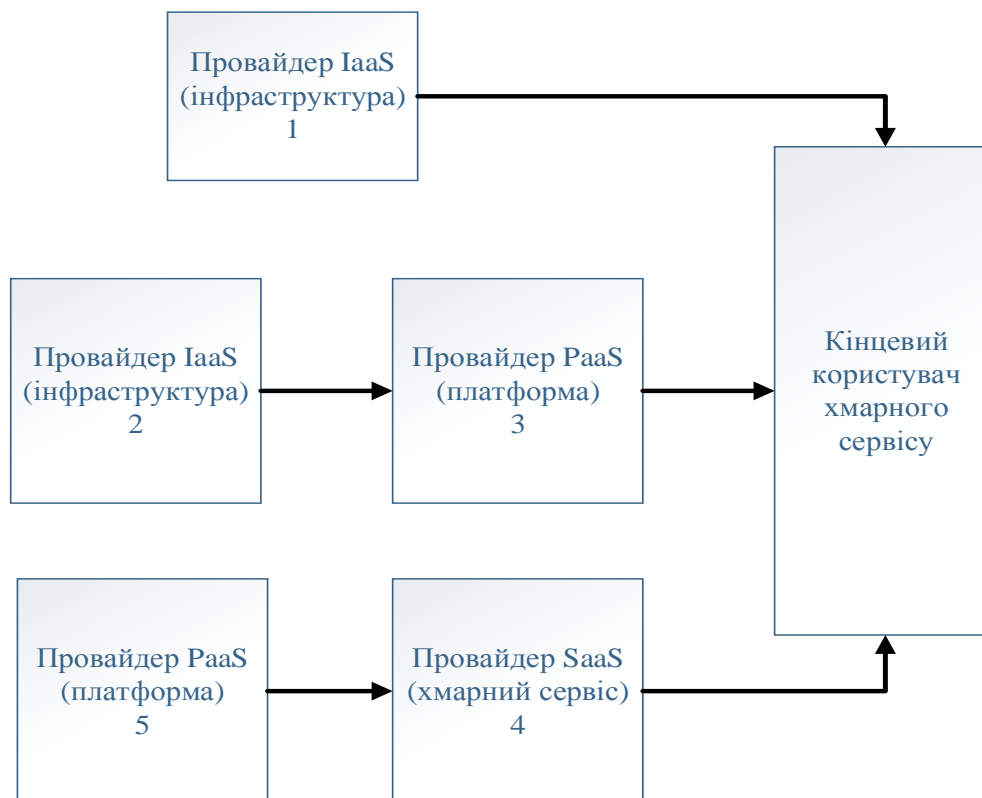 Провайдер IaaS
(інфраструктура)
1
Провайдер IaaS
(інфраструктура)
2
Провайдер PaaS
(платформа)
3
Кінцевий
користувач
хмарного
сервісу
Провайдер PaaS
(платформа)
5
Провайдер SaaS
(хмарний сервіс)
4